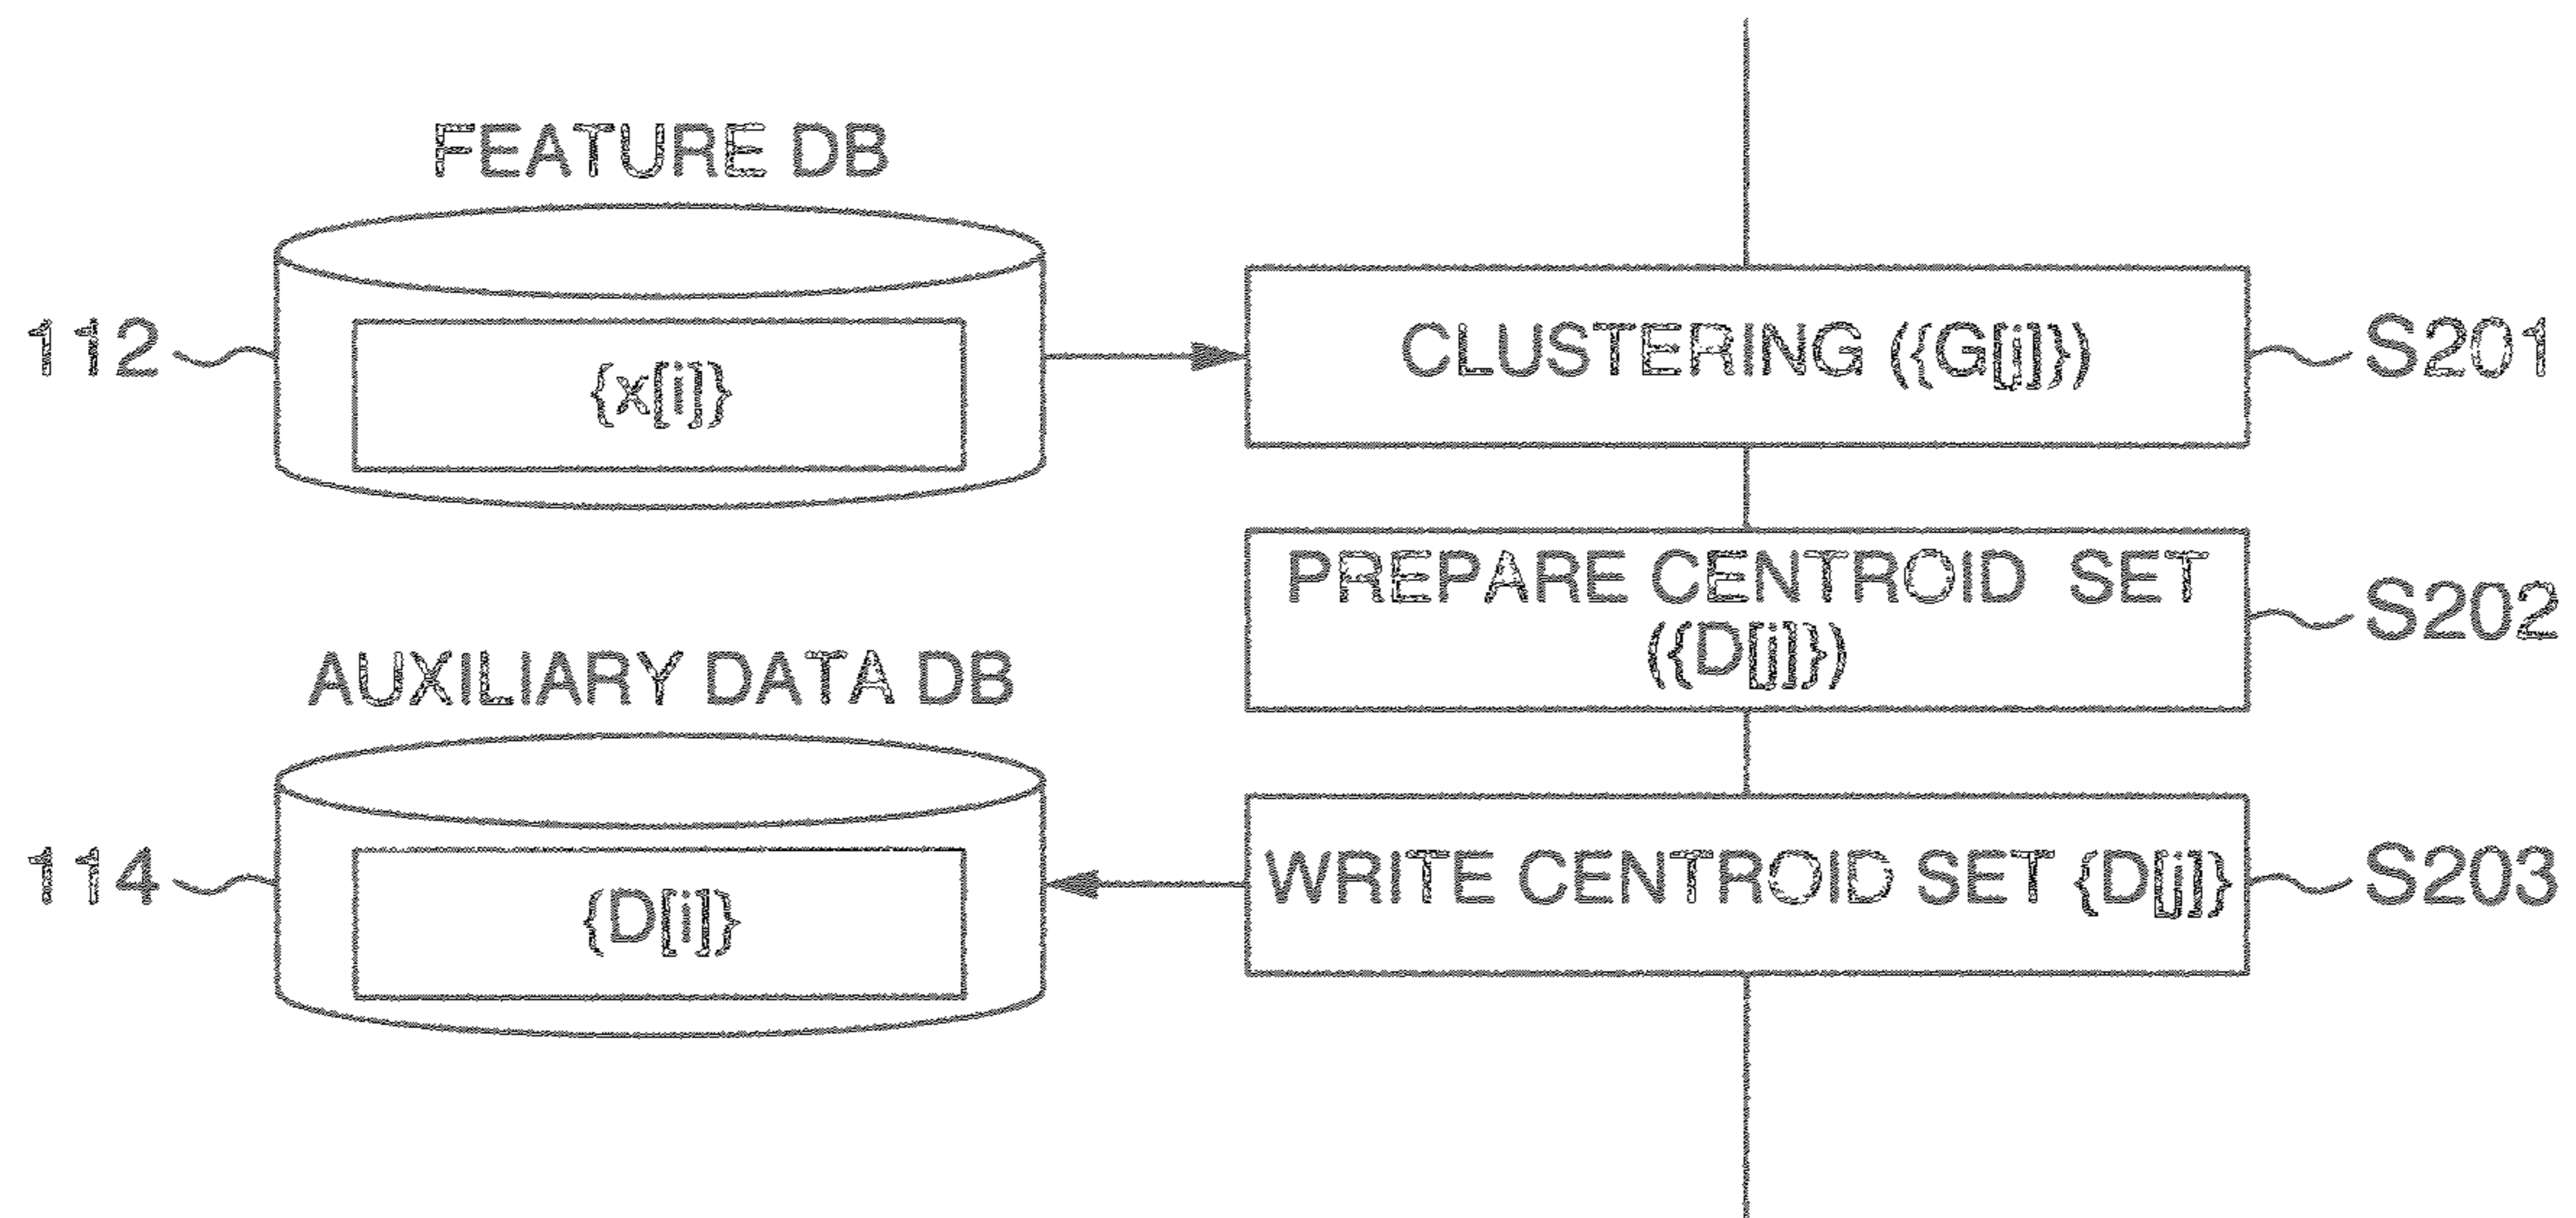 FEATURE DB
112
{x[i]}
CLUSTERING ({G[j]})
S201
PREPARE CENTROID SET
({D[j]})
S202
AUXILIARY DATA DB
114
{D[i]}
WRITE CENTROID SET {D[j]}
S203